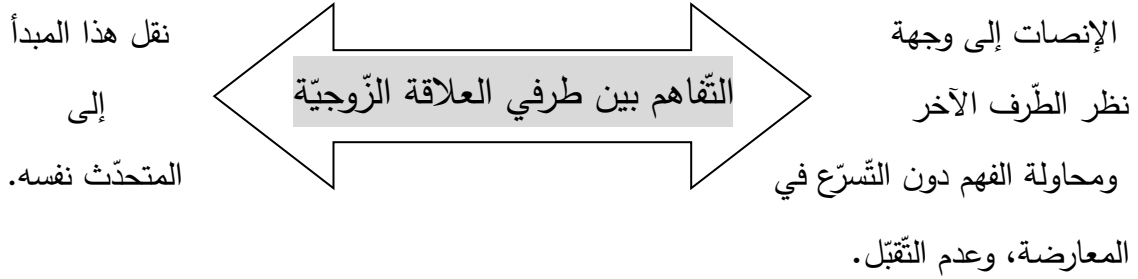 الإنصات إلى وجهة
نظر الطّرف الآخر
ومحاولة الفهم دون التّسرّع في
المعارضة، وعدم التّقبّل.
التّفاهم بين طرفي العلاقة الزّوجيّة
نقل هذا المبدأ
إلى
المتحدّث نفسه.